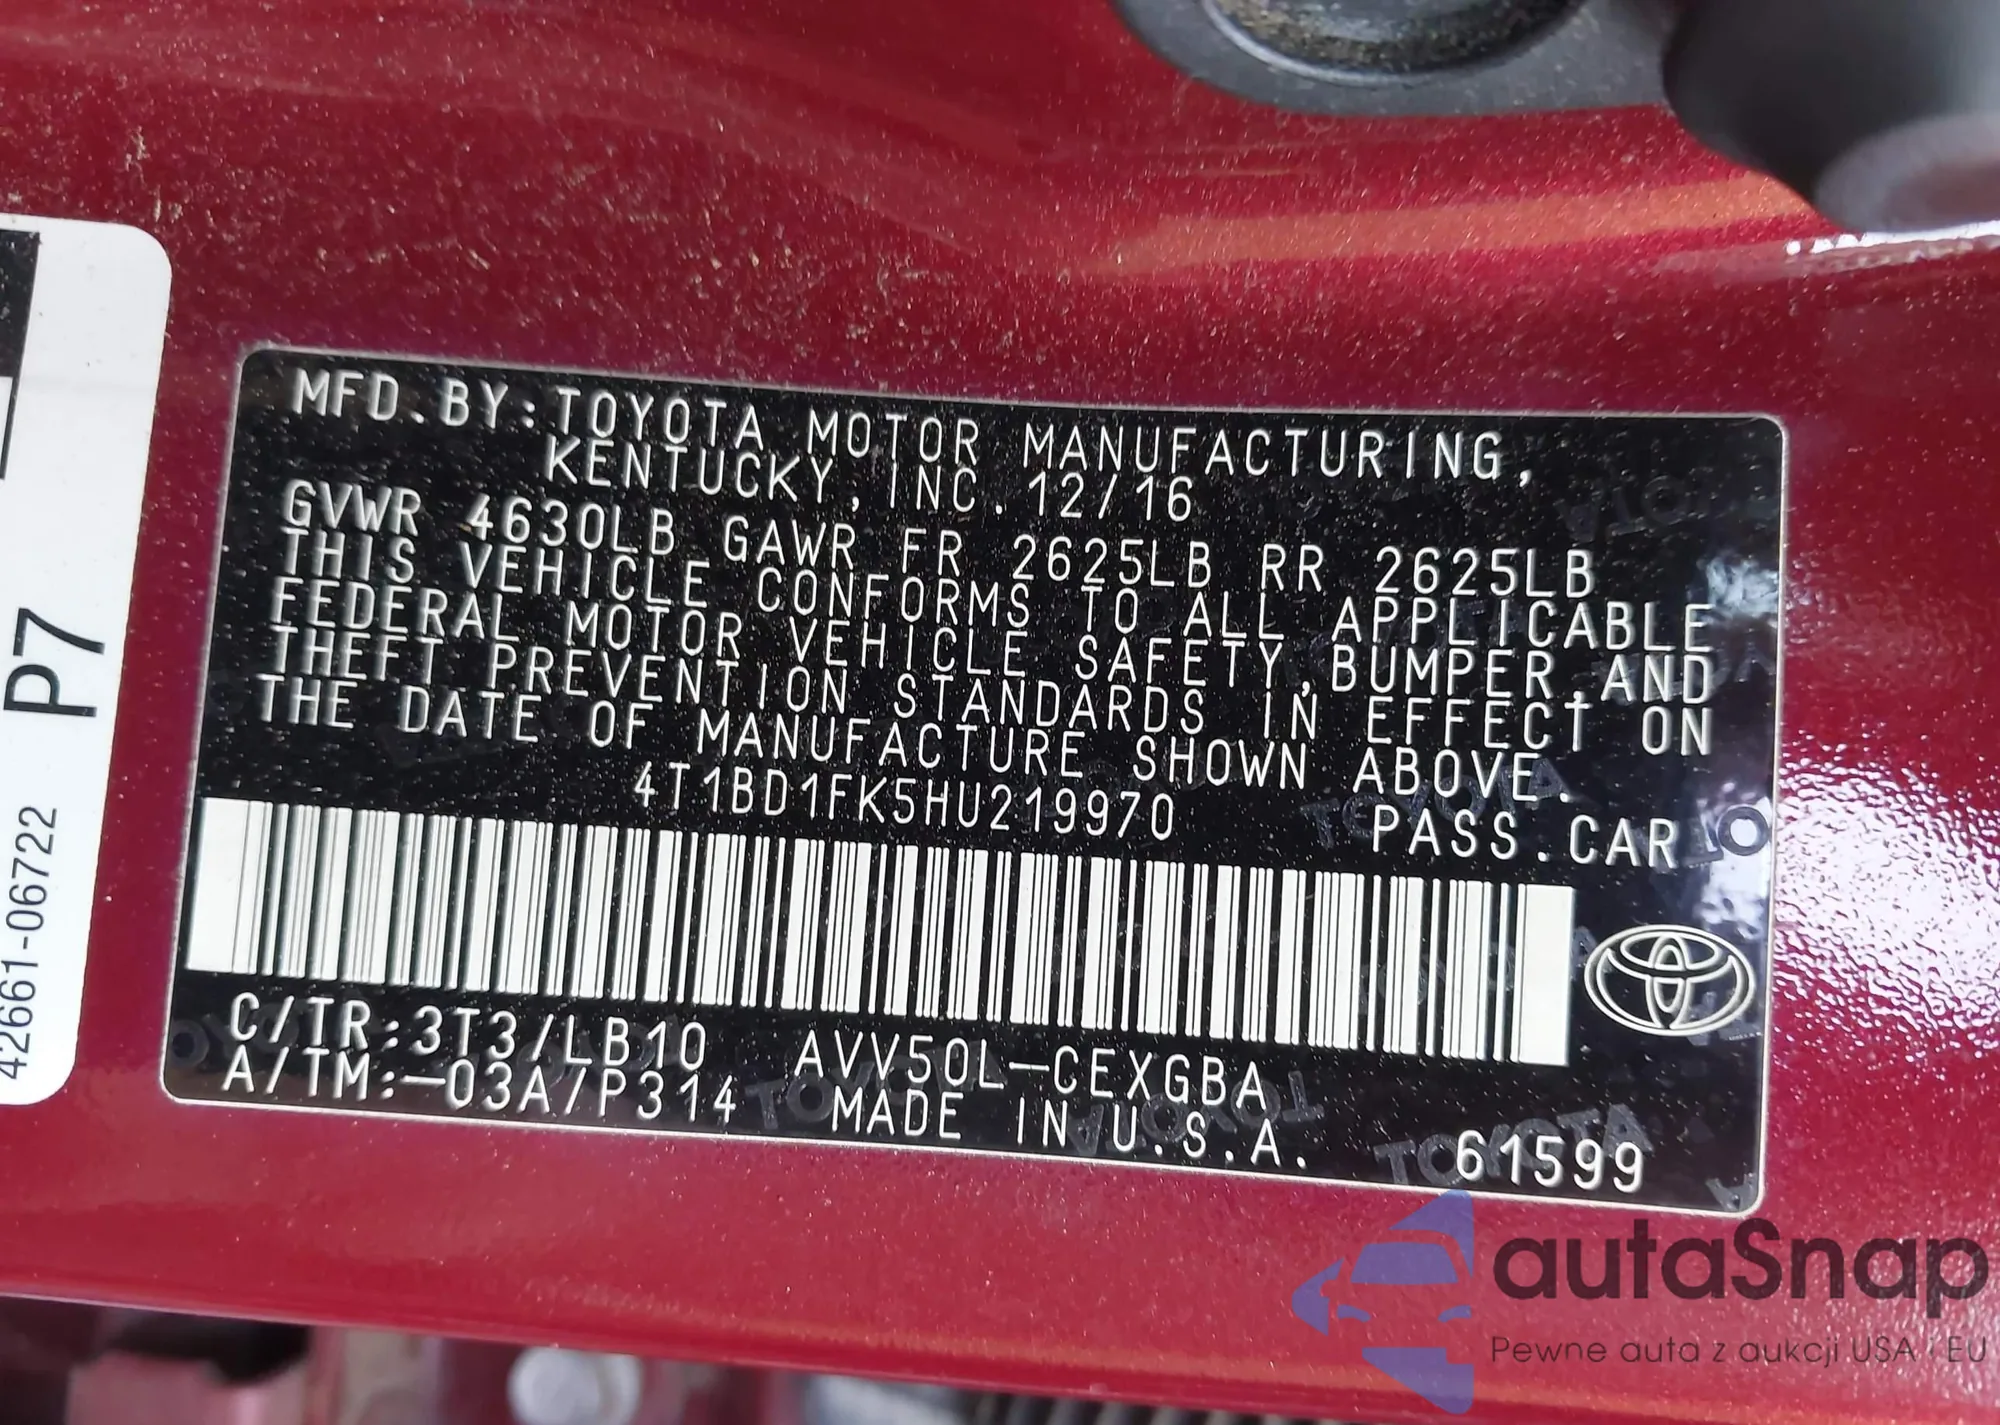 MFD.BY:TOYOTA MOTOR MANUFACTURING,
KENTUCKY, INC. 12/16
GVWR 4630LB GAWR FR 2625LB RR 2625LB
THIS VEHICLE CONFORMS TO ALL APPLICABLE
FEDERAL MOTOR VEHICLE SAFETY,BUMPER,AND
THEFT PREVENTION STANDARDS IN EFFECT ON
THE DATE OF MANUFACTURE SHOWN ABOVE.
4T1BD1FK5HU219970
PASS.CAR
C/TR:3T3/LB10 AVV50L-CEXGBA
A/TM:-03A/P314 MADE IN U.S.A.
61599
42661-06722 P7
autaSnap
Pewne auta z aukcji USA i EU